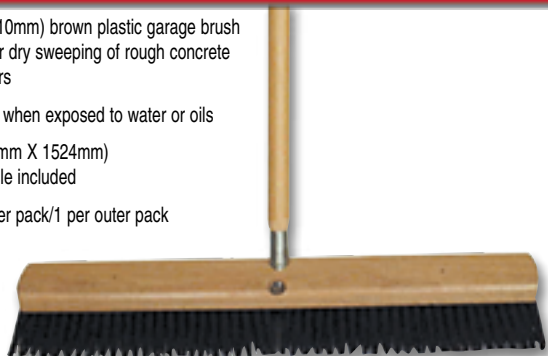 10mm) brown plastic garage brush
r dry sweeping of rough concrete
rs
when exposed to water or oils
mm X 1524mm)
le included
er pack/1 per outer pack